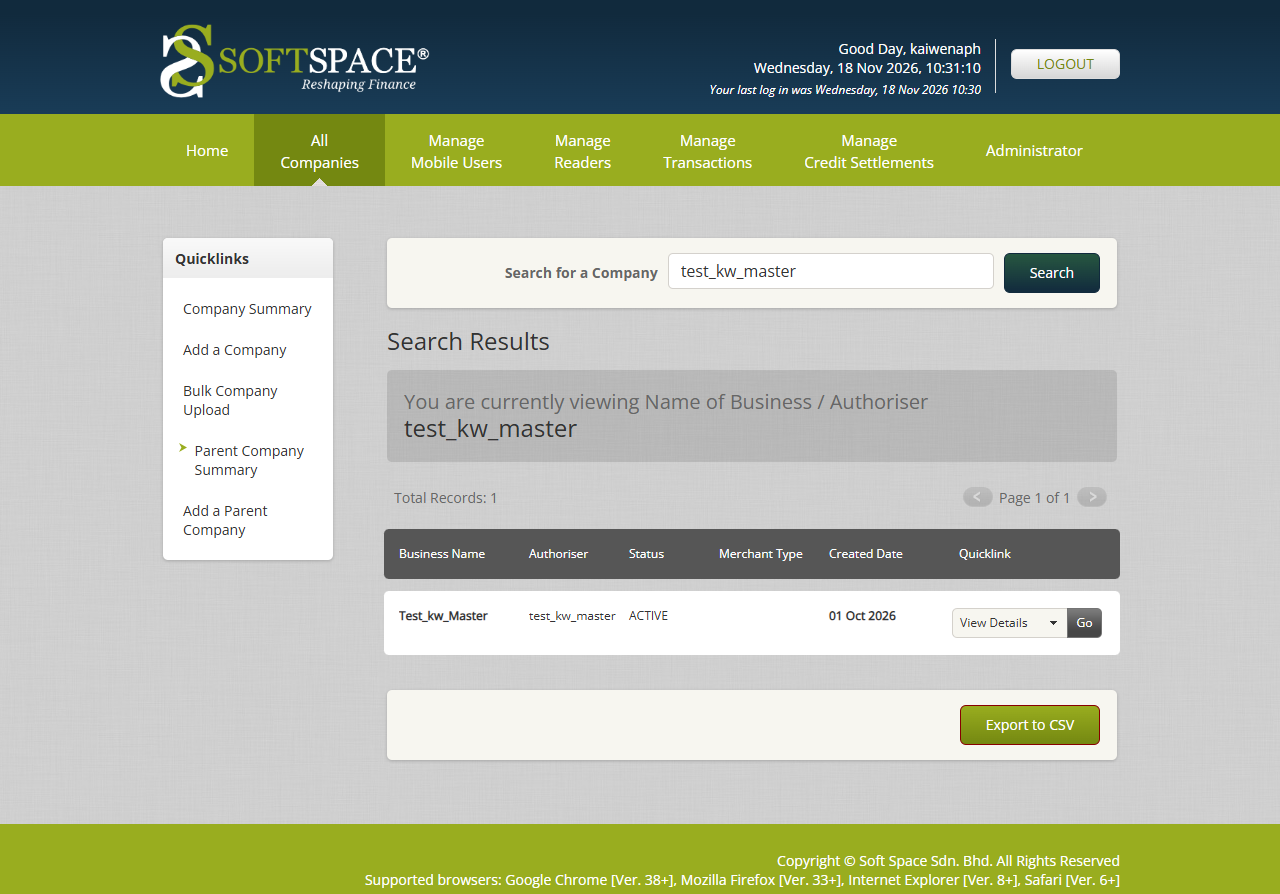 SOFTSPACE®
Reshaping Finance
Good Day, kaiwenaph
Wednesday, 18 Nov 2026, 10:31:10
Your last log in was Wednesday, 18 Nov 2026 10:30
LOGOUT
Home
All
Companies
Manage
Mobile Users
Manage
Readers
Manage
Transactions
Manage
Credit Settlements
Administrator
Quicklinks
Company Summary
Add a Company
Bulk Company
Upload
Parent Company
Summary
Add a Parent
Company
Search for a Company
test_kw_master
Search
Search Results
You are currently viewing Name of Business / Authoriser
test_kw_master
Total Records: 1
< Page 1 of 1 >
Business Name Authoriser Status Merchant Type Created Date Quicklink
Test_kw_Master test_kw_master ACTIVE 01 Oct 2026 View Details Go
Export to CSV
Copyright © Soft Space Sdn. Bhd. All Rights Reserved
Supported browsers: Google Chrome [Ver. 38+], Mozilla Firefox [Ver. 33+], Internet Explorer [Ver. 8+], Safari [Ver. 6+]